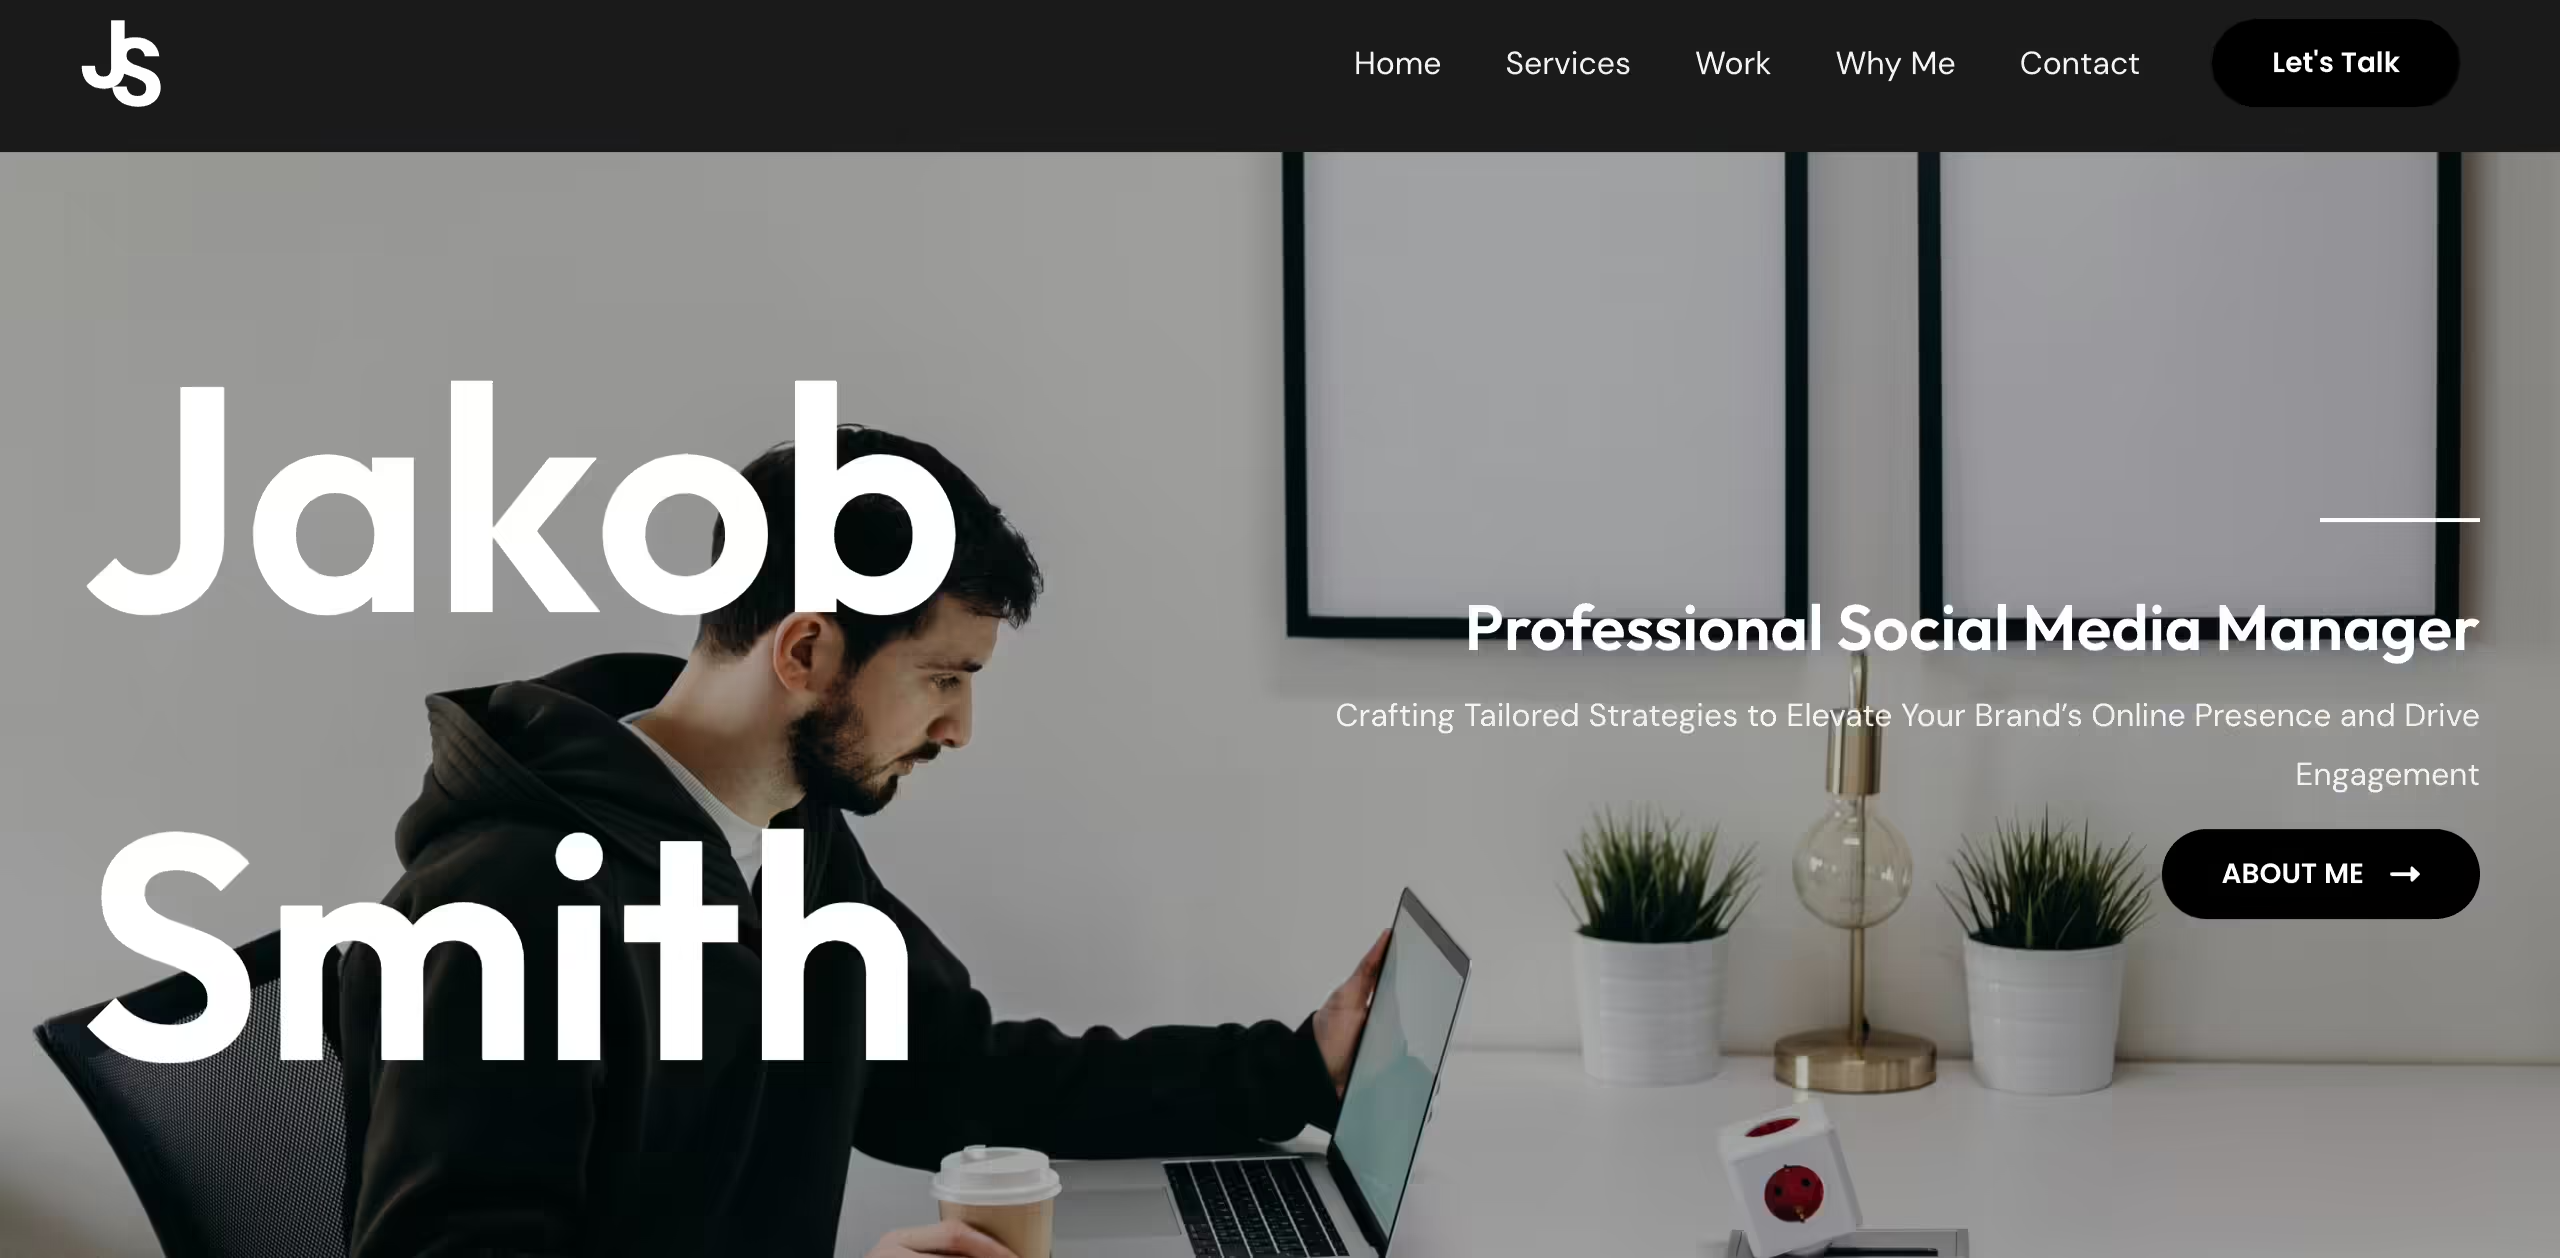 JS
Home Services Work Why Me Contact Let's Talk
Jakob
Smith
Professional Social Media Manager
Crafting Tailored Strategies to Elevate Your Brand’s Online Presence and Drive
Engagement
ABOUT ME